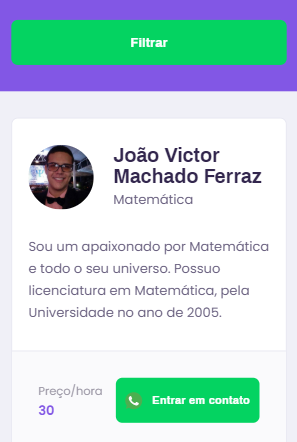 Filtrar
João Victor
Machado Ferraz
Matemática
Sou um apaixonado por Matemática
e todo o seu universo. Possuo
licenciatura em Matemática, pela
Universidade no ano de 2005.
Preço/hora
30
Entrar em contato